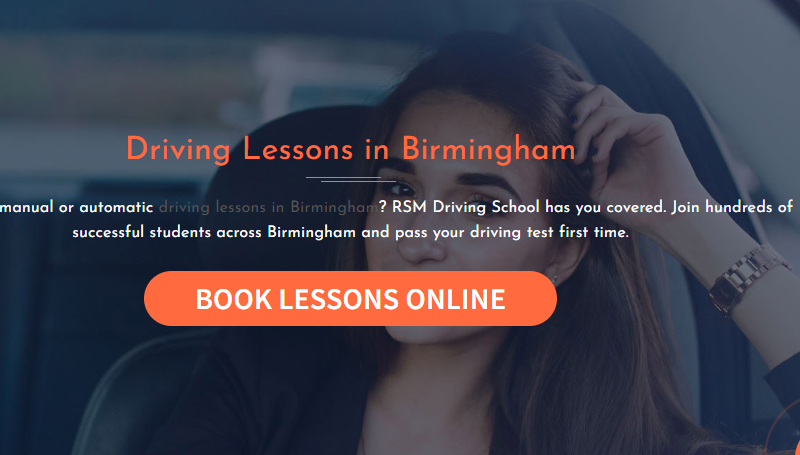 Driving Lessons in Birmingham
manual or automatic driving lessons in Birmingham? RSM Driving School has you covered. Join hundreds of
successful students across Birmingham and pass your driving test first time.
BOOK LESSONS ONLINE